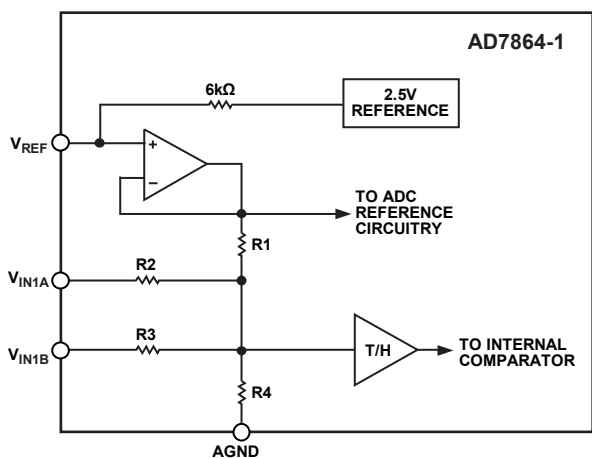 AD7864-1
6kΩ
2.5V
REFERENCE
VREF
+
–
TO ADC
REFERENCE
CIRCUITRY
R1
VIN1A
R2
VIN1B
R3
T/H
TO INTERNAL
COMPARATOR
R4
AGND